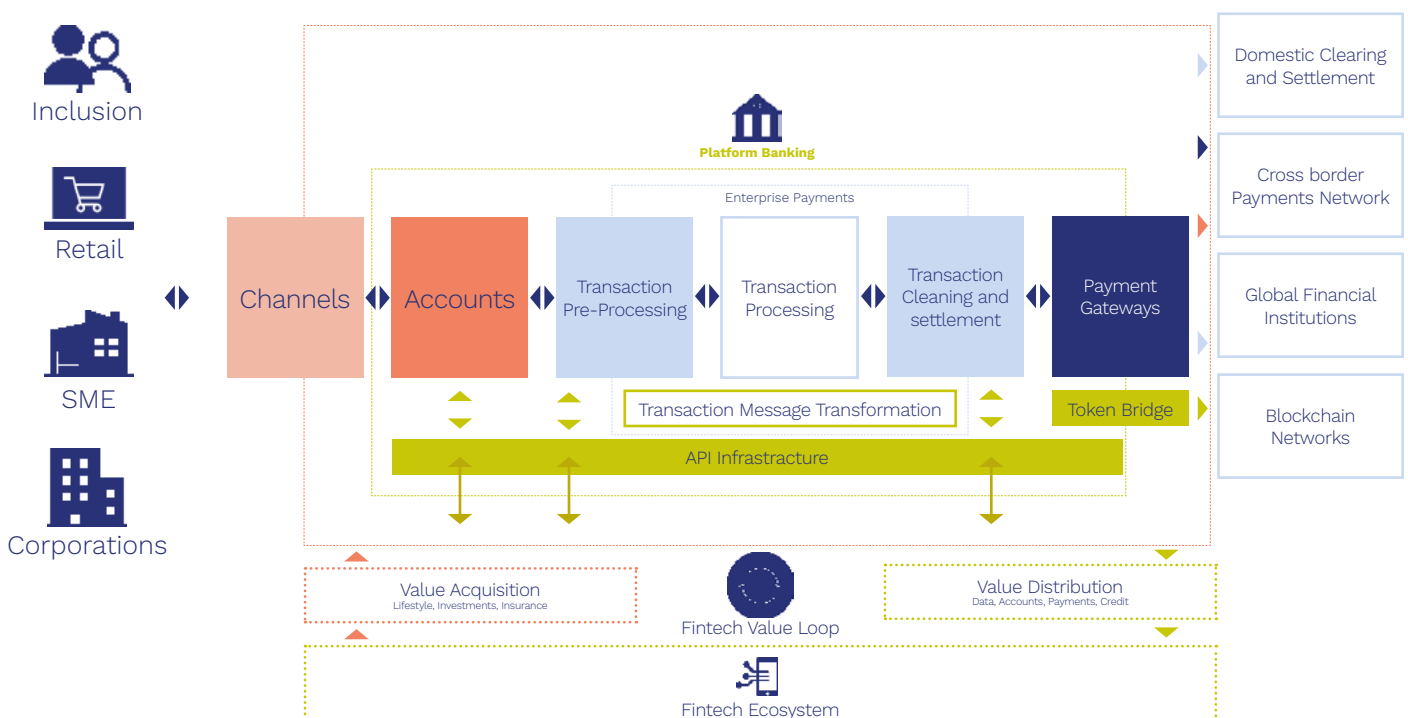 Inclusion
Retail
SME
Corporations
Platform Banking
Enterprise Payments
Channels
Accounts
Transaction
Pre-Processing
Transaction
Processing
Transaction
Cleaning and
settlement
Payment
Gateways
Transaction Message Transformation
Token Bridge
API Infrastracture
Domestic Clearing
and Settlement
Cross border
Payments Network
Global Financial
Institutions
Blockchain
Networks
Value Acquisition
Lifestyle, Investments, Insurance
Fintech Value Loop
Value Distribution
Data, Accounts, Payments, Credit
Fintech Ecosystem